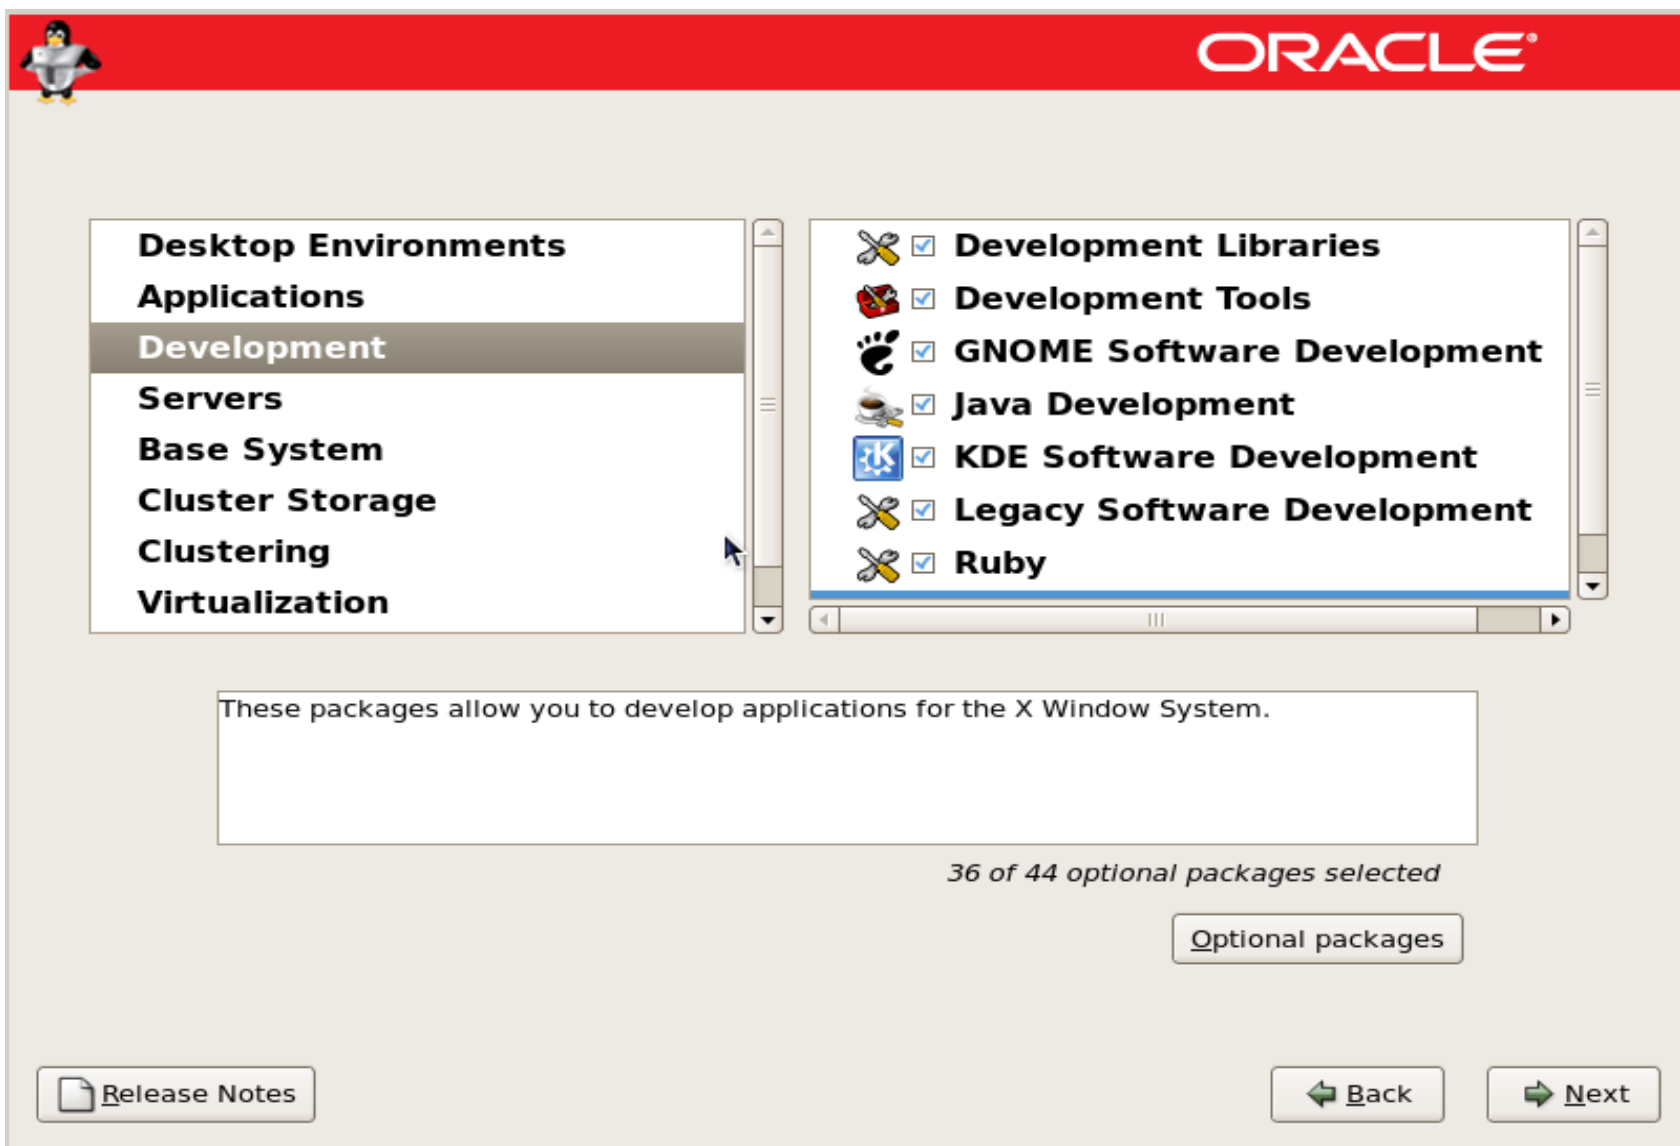 ORACLE®
Desktop Environments
Applications
Development
Servers
Base System
Cluster Storage
Clustering
Virtualization
Development Libraries
Development Tools
GNOME Software Development
Java Development
KDE Software Development
Legacy Software Development
Ruby
These packages allow you to develop applications for the X Window System.
36 of 44 optional packages selected
Optional packages
Release Notes
Back
Next